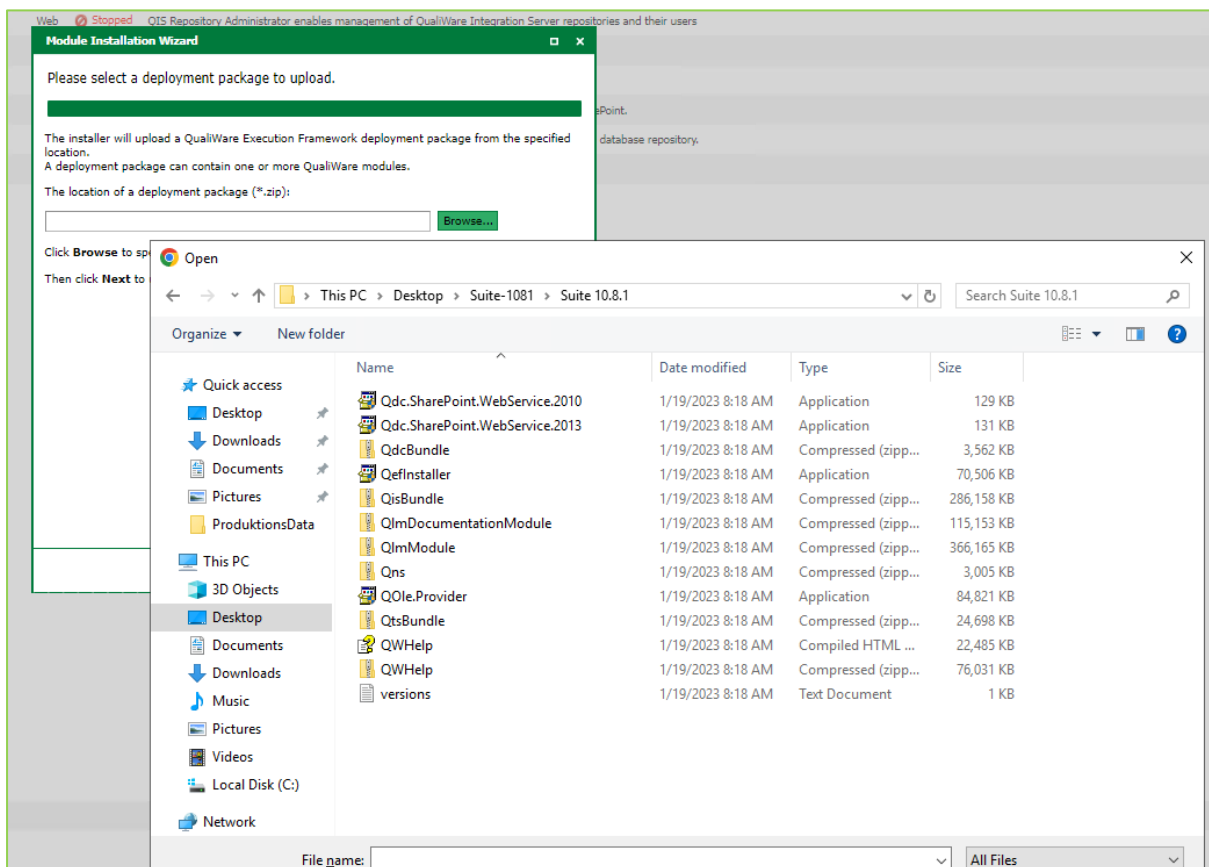 Web Stopped QIS Repository Administrator enables management of QualiWare Integration Server repositories and their users
Module Installation Wizard
Please select a deployment package to upload.
ePoint.
The installer will upload a QualiWare Execution Framework deployment package from the specified
location.
database repository.
A deployment package can contain one or more QualiWare modules.
The location of a deployment package (*.zip):
Browse...
Click Browse to sp
Then click Next to
Open
This PC > Desktop > Suite-1081 > Suite 10.8.1
Search Suite 10.8.1
Organize
New folder
Name Date modified Type Size
Quick access
Desktop
Downloads
Documents
Pictures
ProduktionsData
This PC
3D Objects
Desktop
Documents
Downloads
Music
Pictures
Videos
Local Disk (C:)
Network
Qdc.SharePoint.WebService.2010 1/19/2023 8:18 AM Application 129 KB
Qdc.SharePoint.WebService.2013 1/19/2023 8:18 AM Application 131 KB
QdcBundle 1/19/2023 8:18 AM Compressed (zipp... 3,562 KB
QefInstaller 1/19/2023 8:18 AM Application 70,506 KB
QisBundle 1/19/2023 8:18 AM Compressed (zipp... 286,158 KB
QlmDocumentationModule 1/19/2023 8:18 AM Compressed (zipp... 115,153 KB
QlmModule 1/19/2023 8:18 AM Compressed (zipp... 366,165 KB
Qns 1/19/2023 8:18 AM Compressed (zipp... 3,005 KB
QOle.Provider 1/19/2023 8:18 AM Application 84,821 KB
QtsBundle 1/19/2023 8:18 AM Compressed (zipp... 24,698 KB
QWHelp 1/19/2023 8:18 AM Compiled HTML ... 22,485 KB
QWHelp 1/19/2023 8:18 AM Compressed (zipp... 76,031 KB
versions 1/19/2023 8:18 AM Text Document 1 KB
File name:
All Files